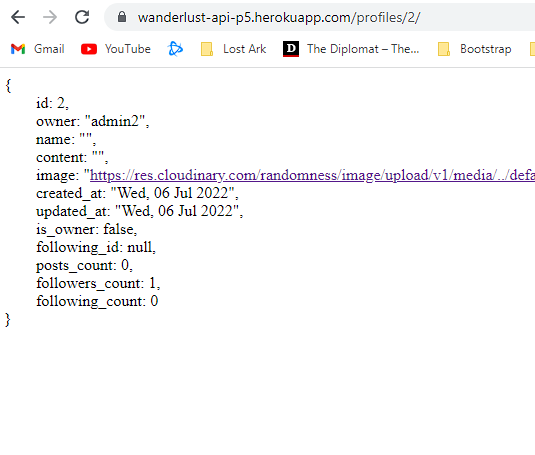 wanderlust-api-p5.herokuapp.com/profiles/2/
Gmail YouTube Lost Ark D The Diplomat – The... Bootstrap
{
id: 2,
owner: "admin2",
name: "",
content: "",
image: "https://res.cloudinary.com/randomness/image/upload/v1/media/../defa
created_at: "Wed, 06 Jul 2022",
updated_at: "Wed, 06 Jul 2022",
is_owner: false,
following_id: null,
posts_count: 0,
followers_count: 1,
following_count: 0
}